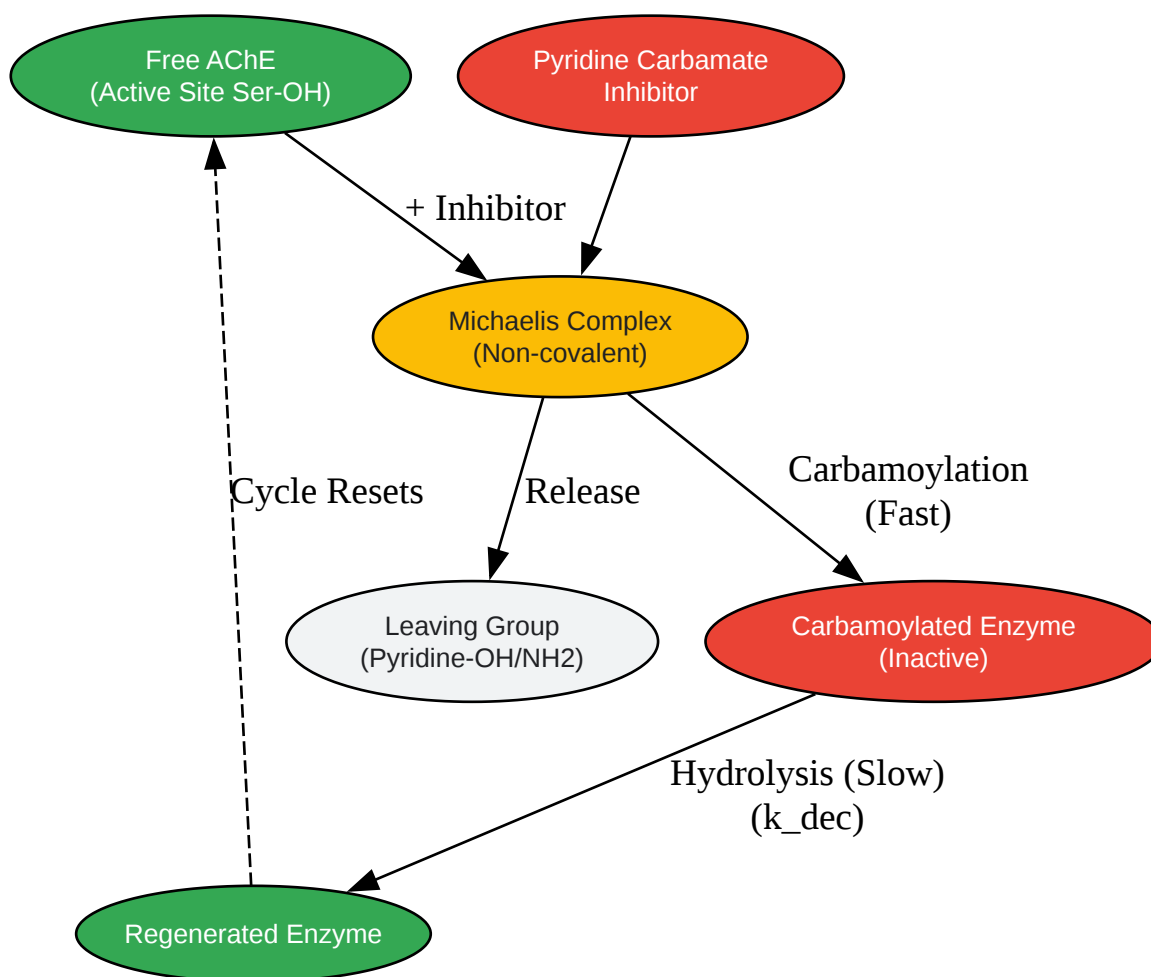 Free AChE
(Active Site Ser-OH)
Pyridine Carbamate
Inhibitor
+ Inhibitor
Michaelis Complex
(Non-covalent)
Cycle Resets
Release
Carbamoylation
(Fast)
Leaving Group
(Pyridine-OH/NH2)
Carbamoylated Enzyme
(Inactive)
Hydrolysis (Slow)
(k_dec)
Regenerated Enzyme